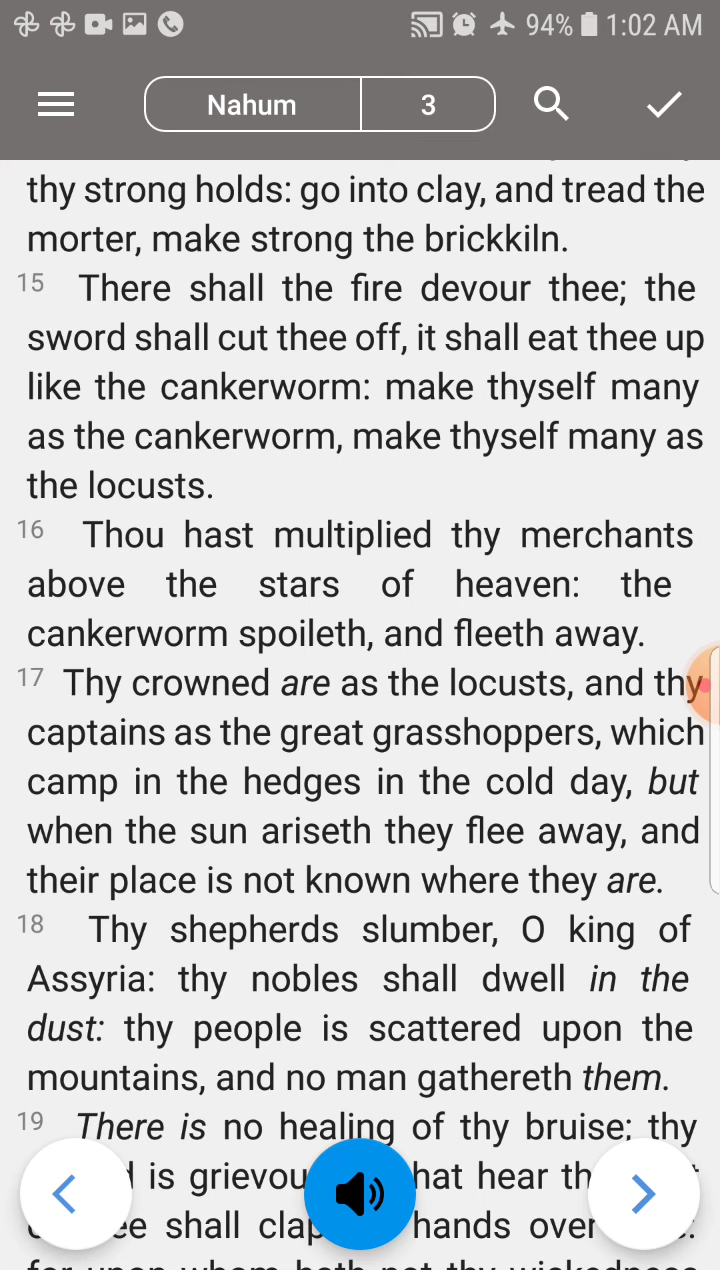 94% 1:02 AM
Nahum 3
thy strong holds: go into clay, and tread the
morter, make strong the brickkiln.
15 There shall the fire devour thee; the
sword shall cut thee off, it shall eat thee up
like the cankerworm: make thyself many
as the cankerworm, make thyself many as
the locusts.
16 Thou hast multiplied thy merchants
above the stars of heaven: the
cankerworm spoileth, and fleeth away.
17 Thy crowned are as the locusts, and thy
captains as the great grasshoppers, which
camp in the hedges in the cold day, but
when the sun ariseth they flee away, and
their place is not known where they are.
18 Thy shepherds slumber, O king of
Assyria: thy nobles shall dwell in the
dust: thy people is scattered upon the
mountains, and no man gathereth them.
19 There is no healing of thy bruise; thy
is hear
shall hands over